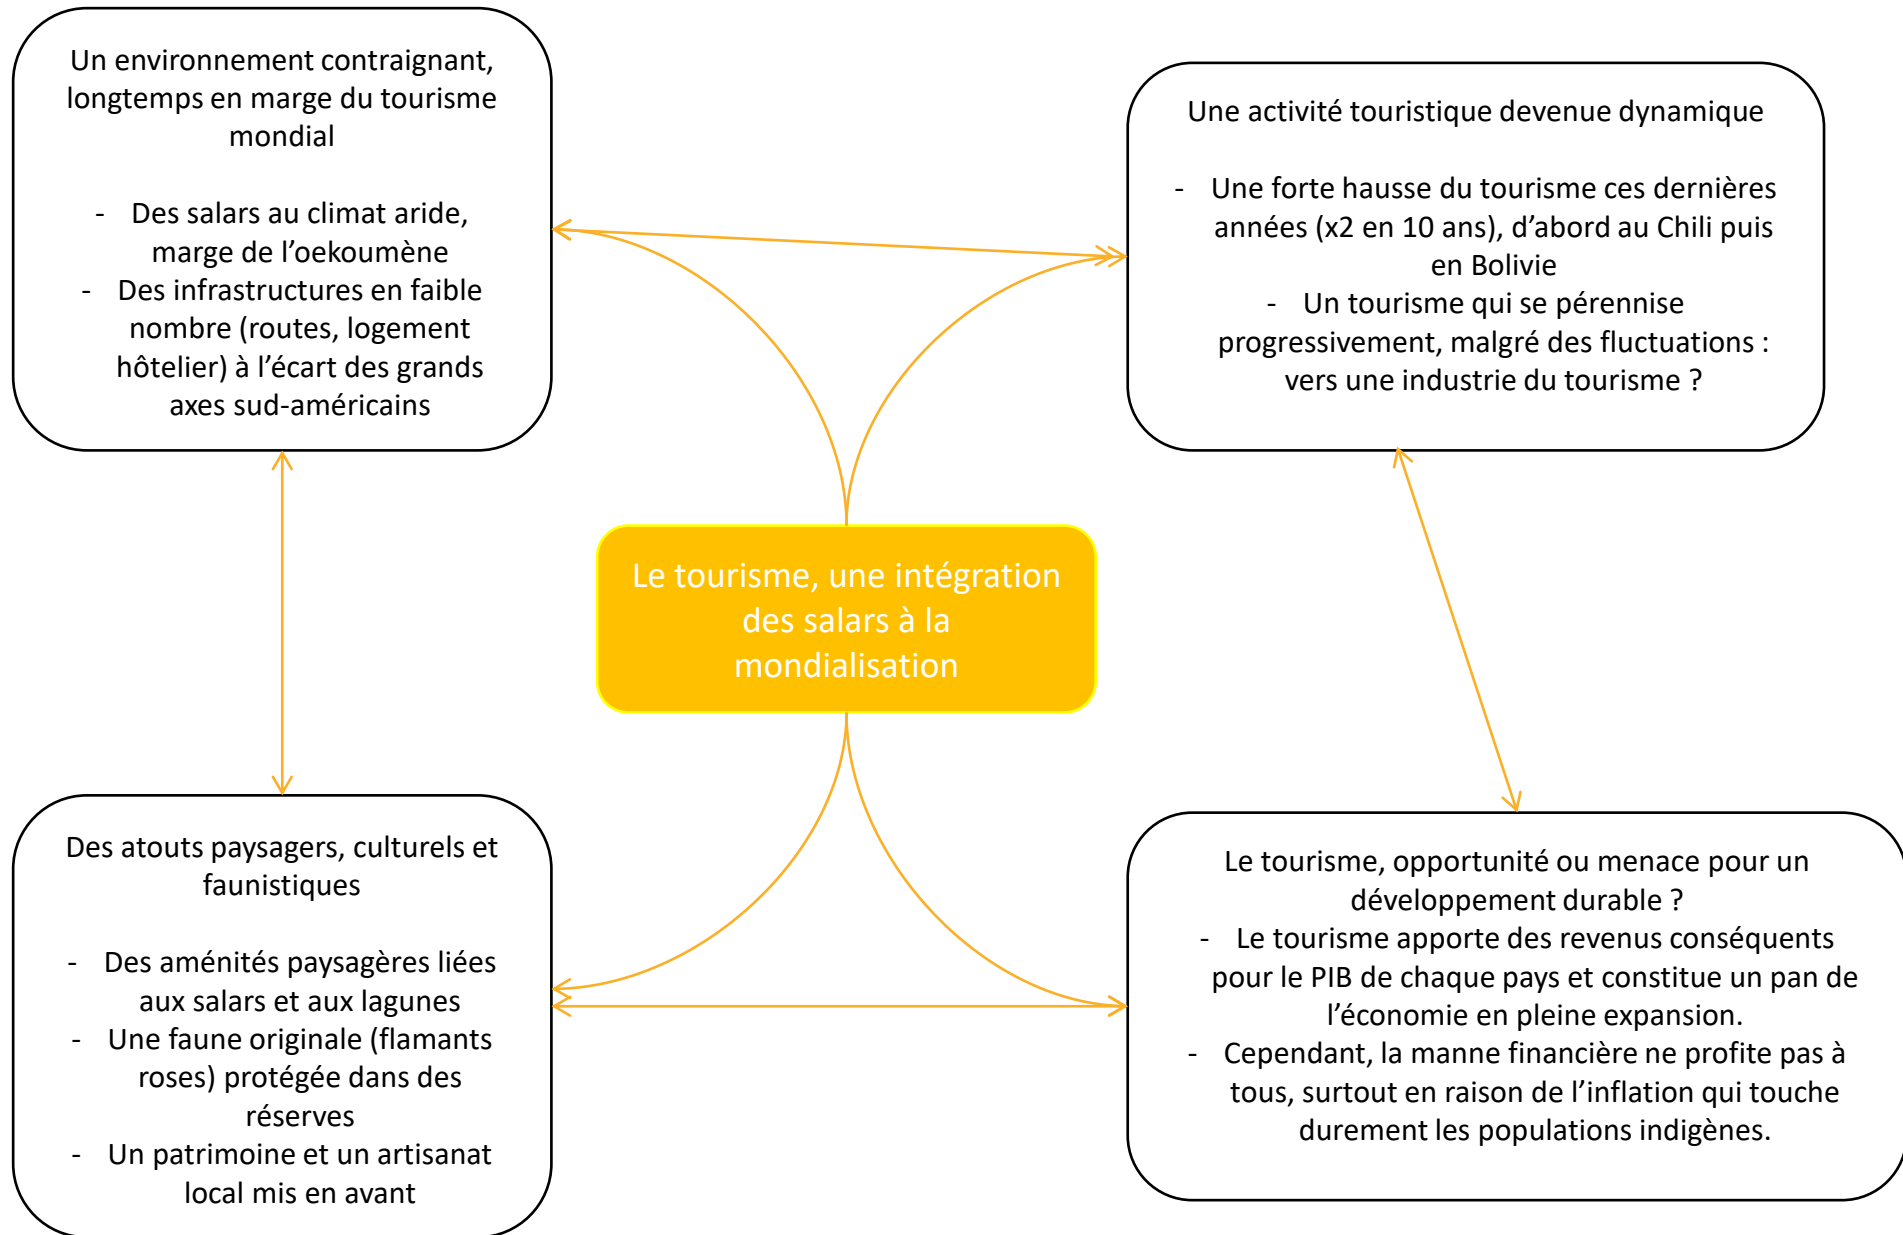 Un environnement contraignant,
longtemps en marge du tourisme
mondial
- Des salars au climat aride,
marge de l’oekoumène
- Des infrastructures en faible
nombre (routes, logement
hôtelier) à l’écart des grands
axes sud-américains
Une activité touristique devenue dynamique
- Une forte hausse du tourisme ces dernières
années (x2 en 10 ans), d’abord au Chili puis
en Bolivie
- Un tourisme qui se pérennise
progressivement, malgré des fluctuations :
vers une industrie du tourisme ?
Le tourisme, une intégration
des salars à la
mondialisation
Des atouts paysagers, culturels et
faunistiques
- Des aménités paysagères liées
aux salars et aux lagunes
- Une faune originale (flamants
roses) protégée dans des
réserves
- Un patrimoine et un artisanat
local mis en avant
Le tourisme, opportunité ou menace pour un
développement durable ?
- Le tourisme apporte des revenus conséquents
pour le PIB de chaque pays et constitue un pan de
l’économie en pleine expansion.
- Cependant, la manne financière ne profite pas à
tous, surtout en raison de l’inflation qui touche
durement les populations indigènes.